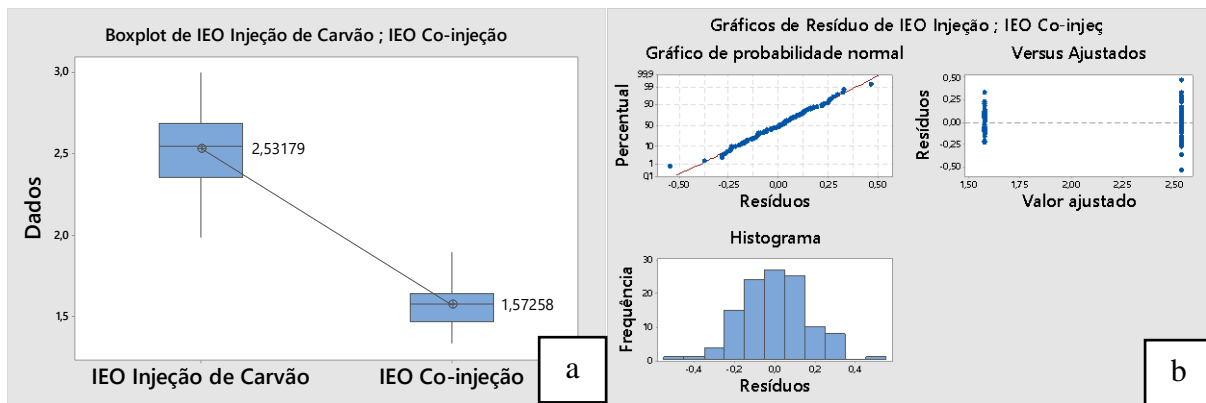 Boxplot de IEO Injeção de Carvão ; IEO Co-injeção
Dados
3,0
2,5
2,0
1,5
2,53179
1,57258
IEO Injeção de Carvão
IEO Co-injeção
a
Gráficos de Resíduo de IEO Injeção ; IEO Co-injeç
Gráfico de probabilidade normal
Percentual
99,9
99
90
50
10
1
0,1
-0,50
-0,25
0,00
0,25
0,50
Resíduos
Versus Ajustados
Resíduos
0,50
0,25
0,00
-0,25
-0,50
1,50
1,75
2,00
2,25
2,50
Valor ajustado
Histograma
Frequência
30
20
10
0
-0,4
-0,2
0,0
0,2
0,4
Resíduos
b